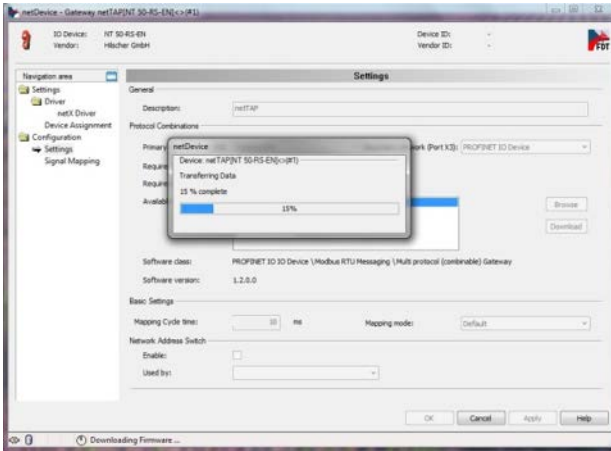 netDevice - Gateway netTAP[NT 50-RS-EN]<>(#1)
IO Device: NT 50-RS-EN
Vendor: Hilscher GmbH
Device ID: -
Vendor ID: -
FDT
Navigation area
Settings
Driver
netX Driver
Device Assignment
Configuration
Settings
Signal Mapping
Settings
General
Description: netTAP
Protocol Combinations
Primary
work (Port X3): PROFINET IO Device
Require
Require
Availab
Browse
Download
netDevice
Device: netTAP[NT 50-RS-EN]<>(#1)
Transferring Data
15 % complete
15%
Software class: PROFINET IO IO Device \Modbus RTU Messaging \Multi protocol (combinable) Gateway
Software version: 1.2.0.0
Basic Settings
Mapping Cycle time: 10 ms
Mapping mode: Default
Network Address Switch
Enable:
Used by:
OK Cancel Apply Help
Downloading Firmware ...